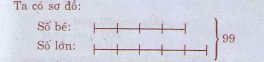 Ta có sơ đồ:
Số bé:
Số lớn:
99